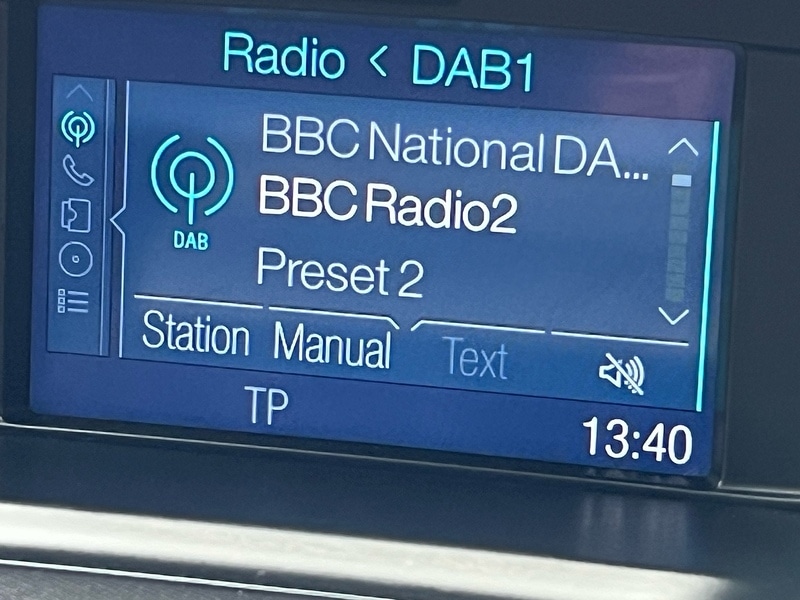 Radio < DAB1
BBC National DA...
BBC Radio2
DAB
Preset 2
Station Manual Text
TP
13:40